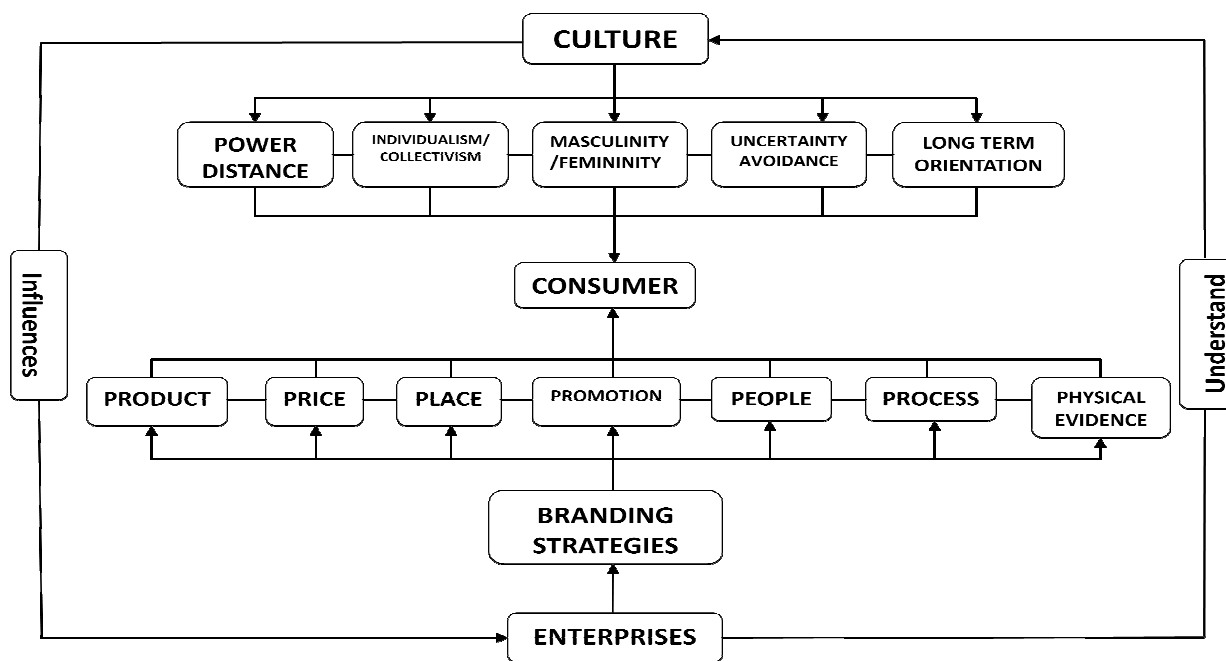 CULTURE
POWER
DISTANCE
INDIVIDUALISM/
COLLECTIVISM
MASCULINITY
/FEMININITY
UNCERTAINTY
AVOIDANCE
LONG TERM
ORIENTATION
Influences
CONSUMER
Understand
PRODUCT
PRICE
PLACE
PROMOTION
PEOPLE
PROCESS
PHYSICAL
EVIDENCE
BRANDING
STRATEGIES
ENTERPRISES